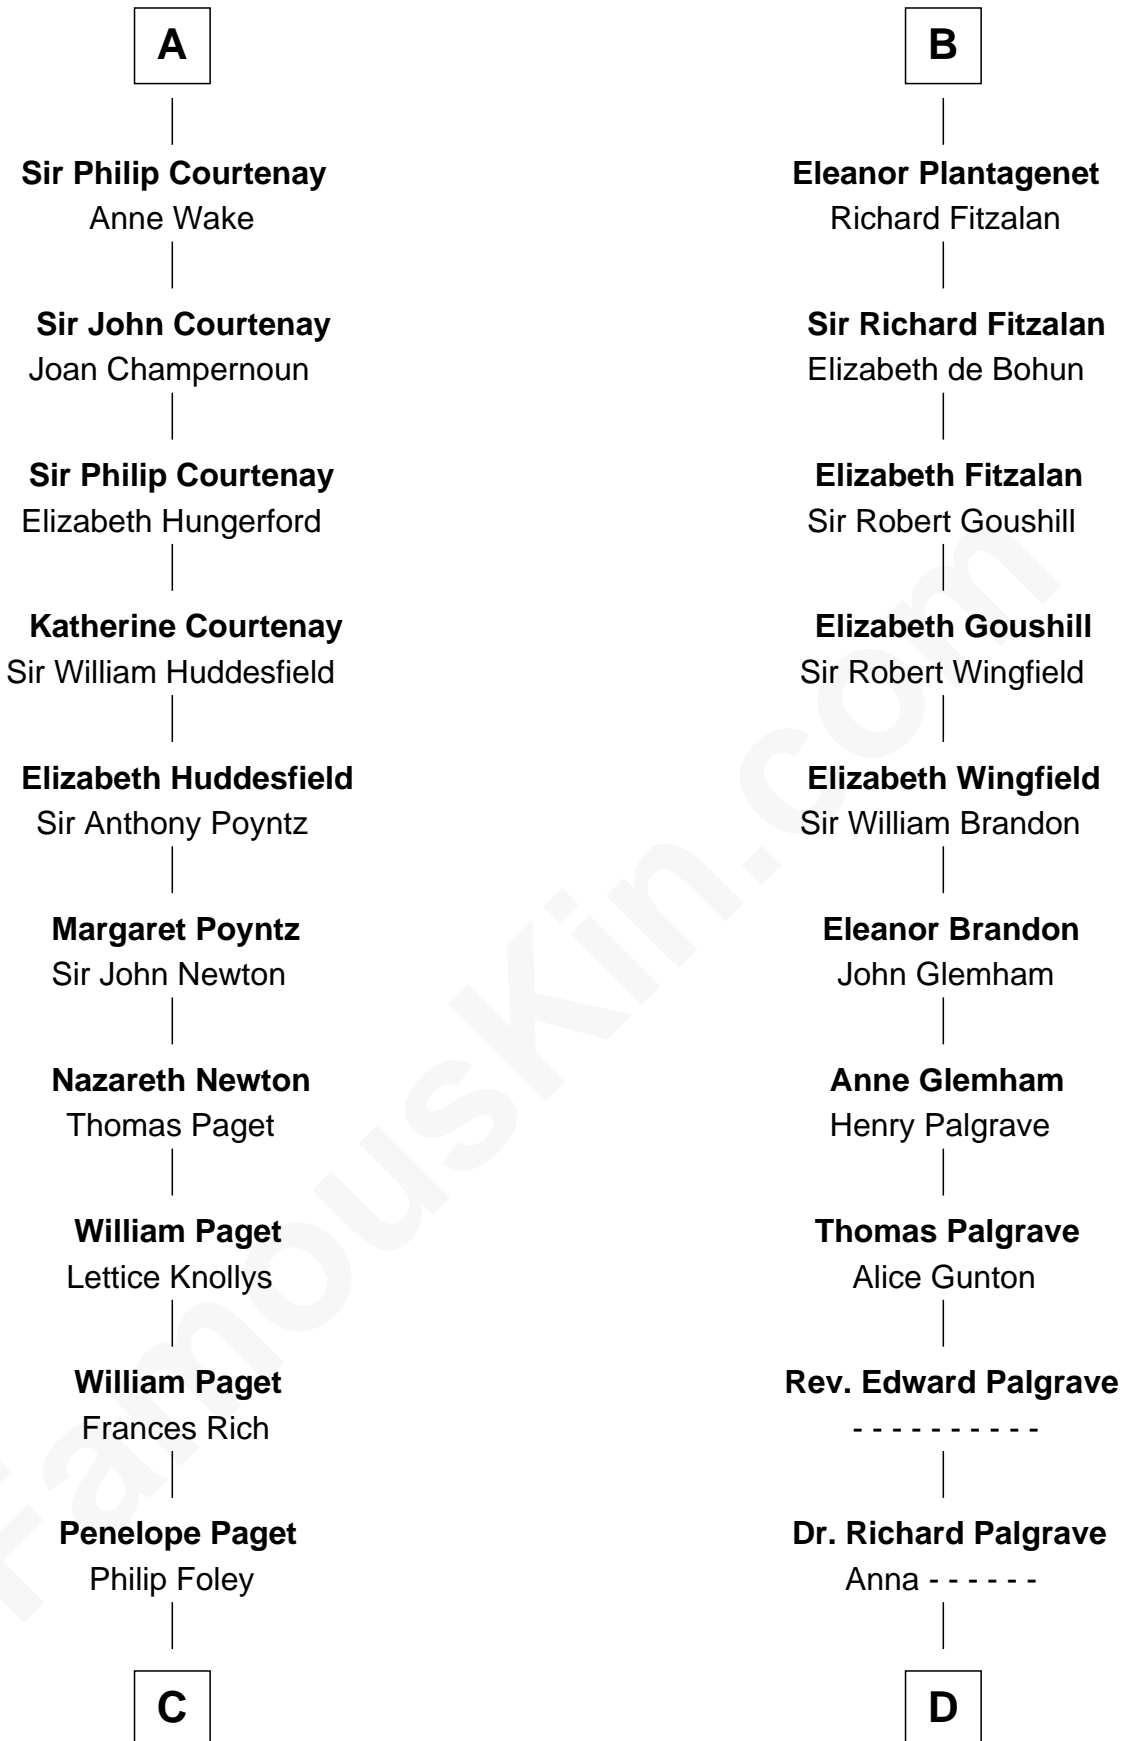 A
Sir Philip Courtenay
Anne Wake
Sir John Courtenay
Joan Champernoun
Sir Philip Courtenay
Elizabeth Hungerford
Katherine Courtenay
Sir William Huddesfield
Elizabeth Huddesfield
Sir Anthony Poyntz
Margaret Poyntz
Sir John Newton
Nazareth Newton
Thomas Paget
William Paget
Lettice Knollys
William Paget
Frances Rich
Penelope Paget
Philip Foley
C
B
Eleanor Plantagenet
Richard Fitzalan
Sir Richard Fitzalan
Elizabeth de Bohun
Elizabeth Fitzalan
Sir Robert Goushill
Elizabeth Goushill
Sir Robert Wingfield
Elizabeth Wingfield
Sir William Brandon
Eleanor Brandon
John Glemham
Anne Glemham
Henry Palgrave
Thomas Palgrave
Alice Gunton
Rev. Edward Palgrave
- - - - - - - - - -
Dr. Richard Palgrave
Anna - - - - - -
D
FamousKin.com